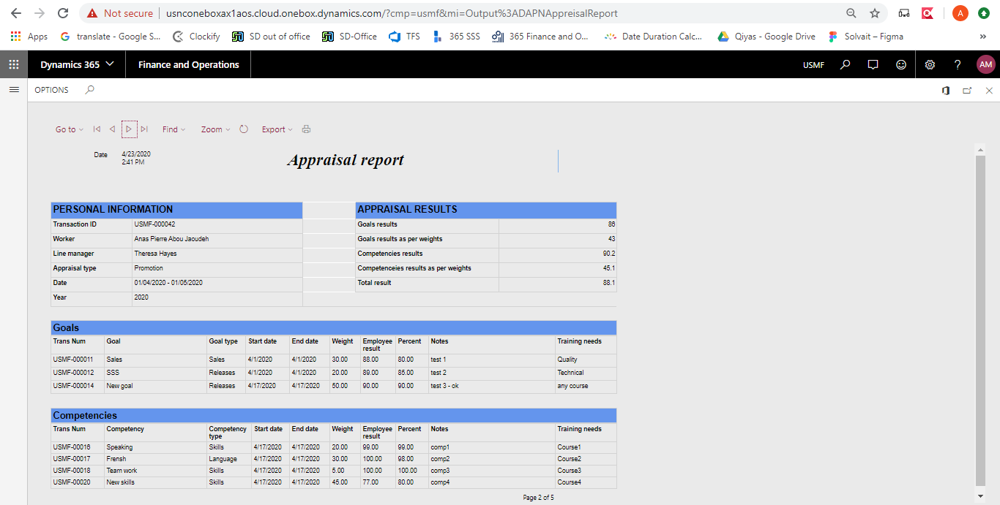 Not secure | usnconeboxax1aos.cloud.onebox.dynamics.com/?cmp=usmf&mi=Output%3ADAPNAppraisalReport A
Apps translate - Google S... Clockify SD out of office SD-Office TFS 365 SSS 365 Finance and O... Date Duration Calc... Qiyas - Google Drive Solvait – Figma »
Dynamics 365 Finance and Operations USMF ? AM
OPTIONS
Go to Find Zoom Export
Date 4/23/2020
2:41 PM
Appraisal report
PERSONAL INFORMATION
Transaction ID USMF-000042
Worker Anas Pierre Abou Jaoudeh
Line manager Theresa Hayes
Appraisal type Promotion
Date 01/04/2020 - 01/05/2020
Year 2020
APPRAISAL RESULTS
Goals results 86
Goals results as per weights 43
Competencies results 90.2
Competenceies results as per weights 45.1
Total result 88.1
Goals
Trans Num Goal Goal type Start date End date Weight Employee result Percent Notes Training needs
USMF-000011 Sales Sales 4/1/2020 4/1/2020 30.00 88.00 80.00 test 1 Quality
USMF-000012 SSS Releases 4/1/2020 4/1/2020 20.00 89.00 85.00 test 2 Technical
USMF-000014 New goal Releases 4/17/2020 4/17/2020 50.00 90.00 90.00 test 3 - ok any course
Competencies
Trans Num Competency Competency type Start date End date Weight Employee result Percent Notes Training needs
USMF-00016 Speaking Skills 4/17/2020 4/17/2020 20.00 99.00 99.00 comp1 Course1
USMF-00017 Frensh Language 4/17/2020 4/17/2020 30.00 100.00 98.00 comp2 Course2
USMF-00018 Team work Skills 4/17/2020 4/17/2020 5.00 100.00 100.00 comp3 Course3
USMF-00020 New skills Skills 4/17/2020 4/17/2020 45.00 77.00 80.00 comp4 Course4
Page 2 of 5